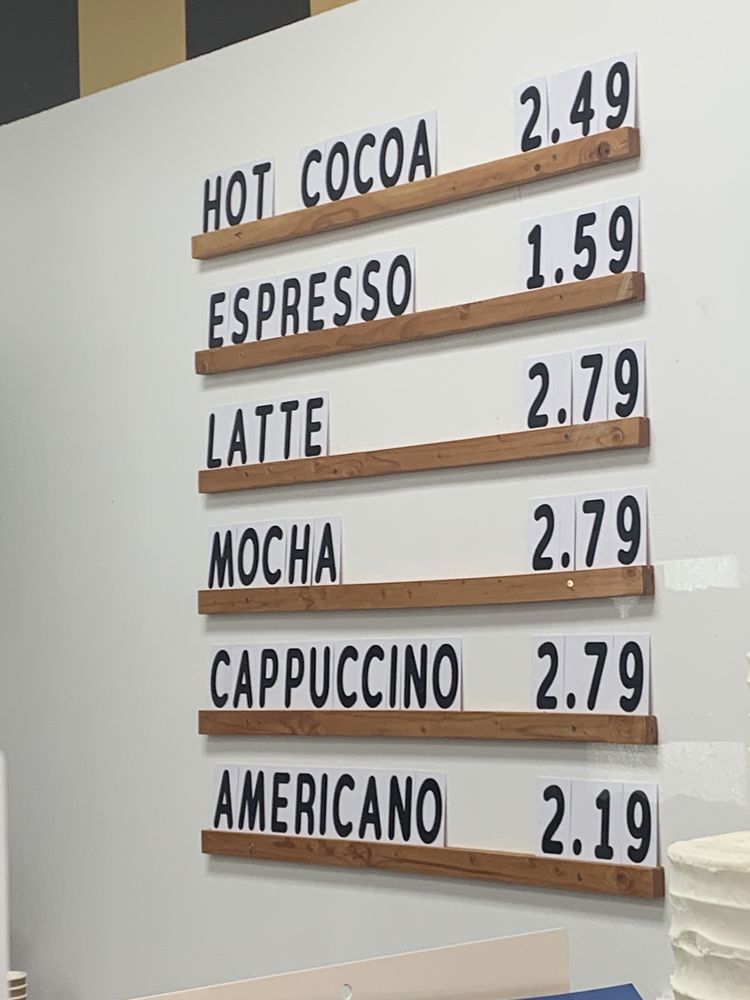 HOT COCOA 2.49
ESPRESSO 1.59
LATTE 2.79
MOCHA 2.79
CAPPUCCINO 2.79
AMERICANO 2.19